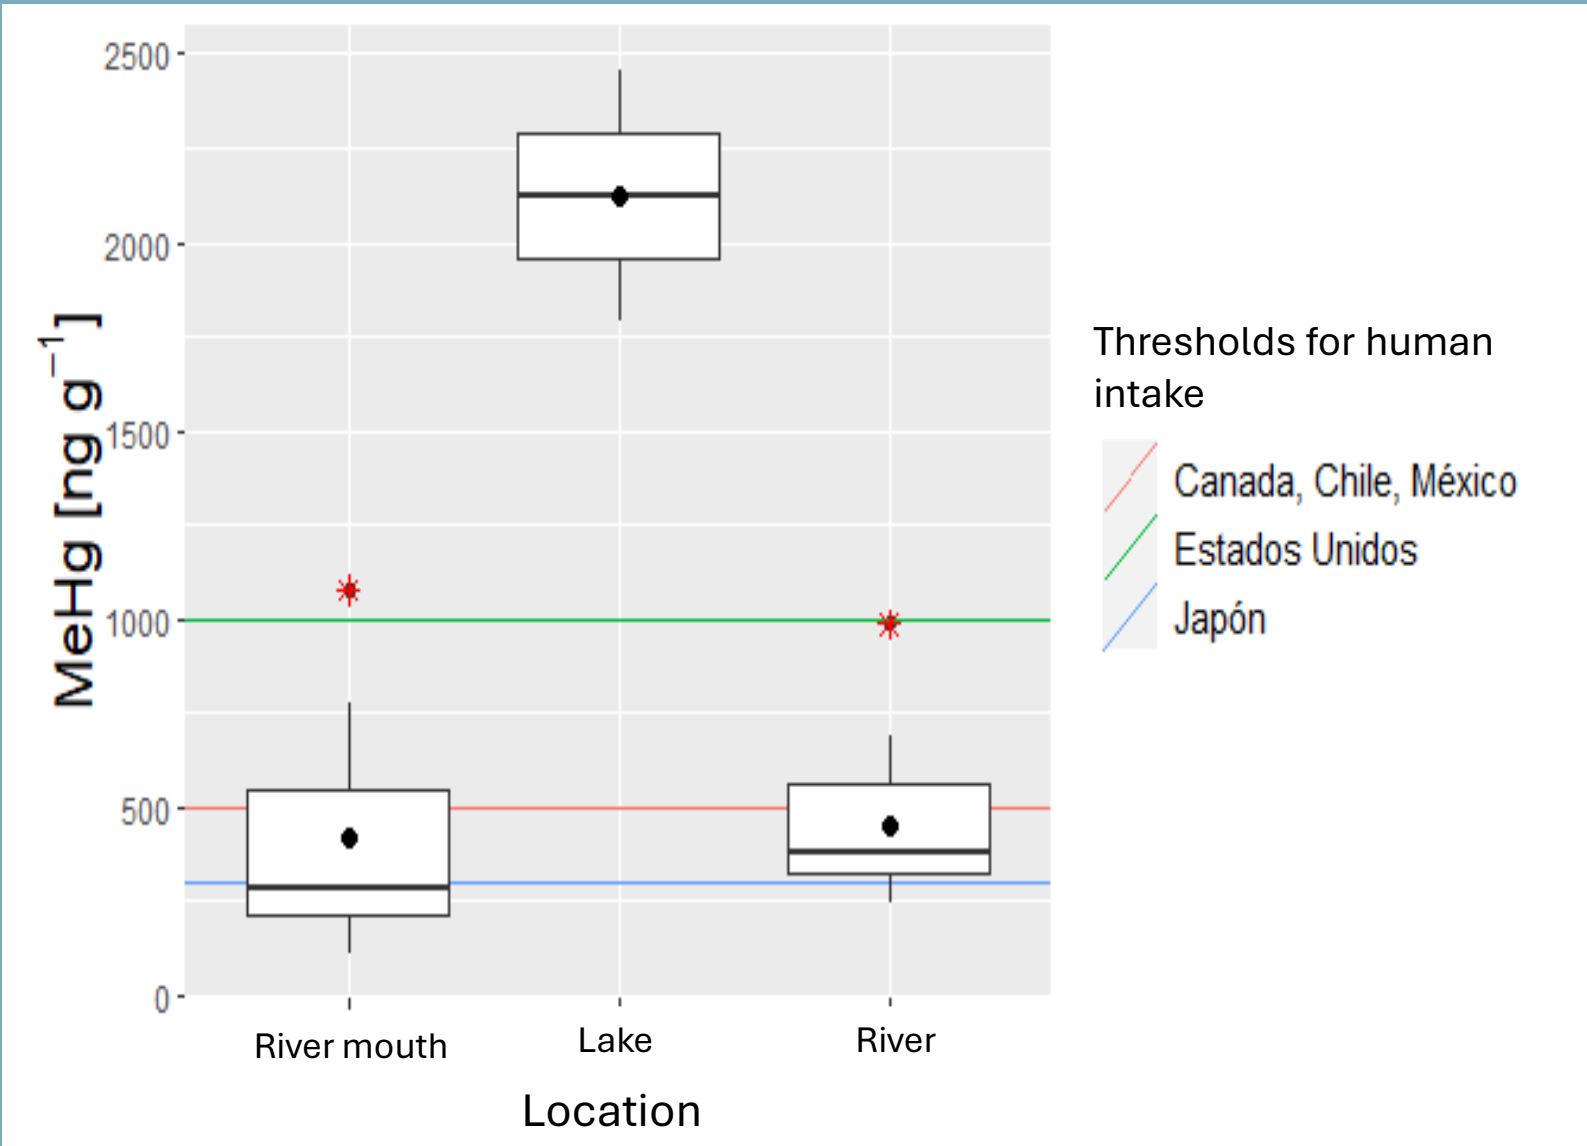 2500
2000
1500
1000
500
0
MeHg [ng g⁻¹]
River mouth
Lake
River
Location
Thresholds for human
intake
Canada, Chile, México
Estados Unidos
Japón